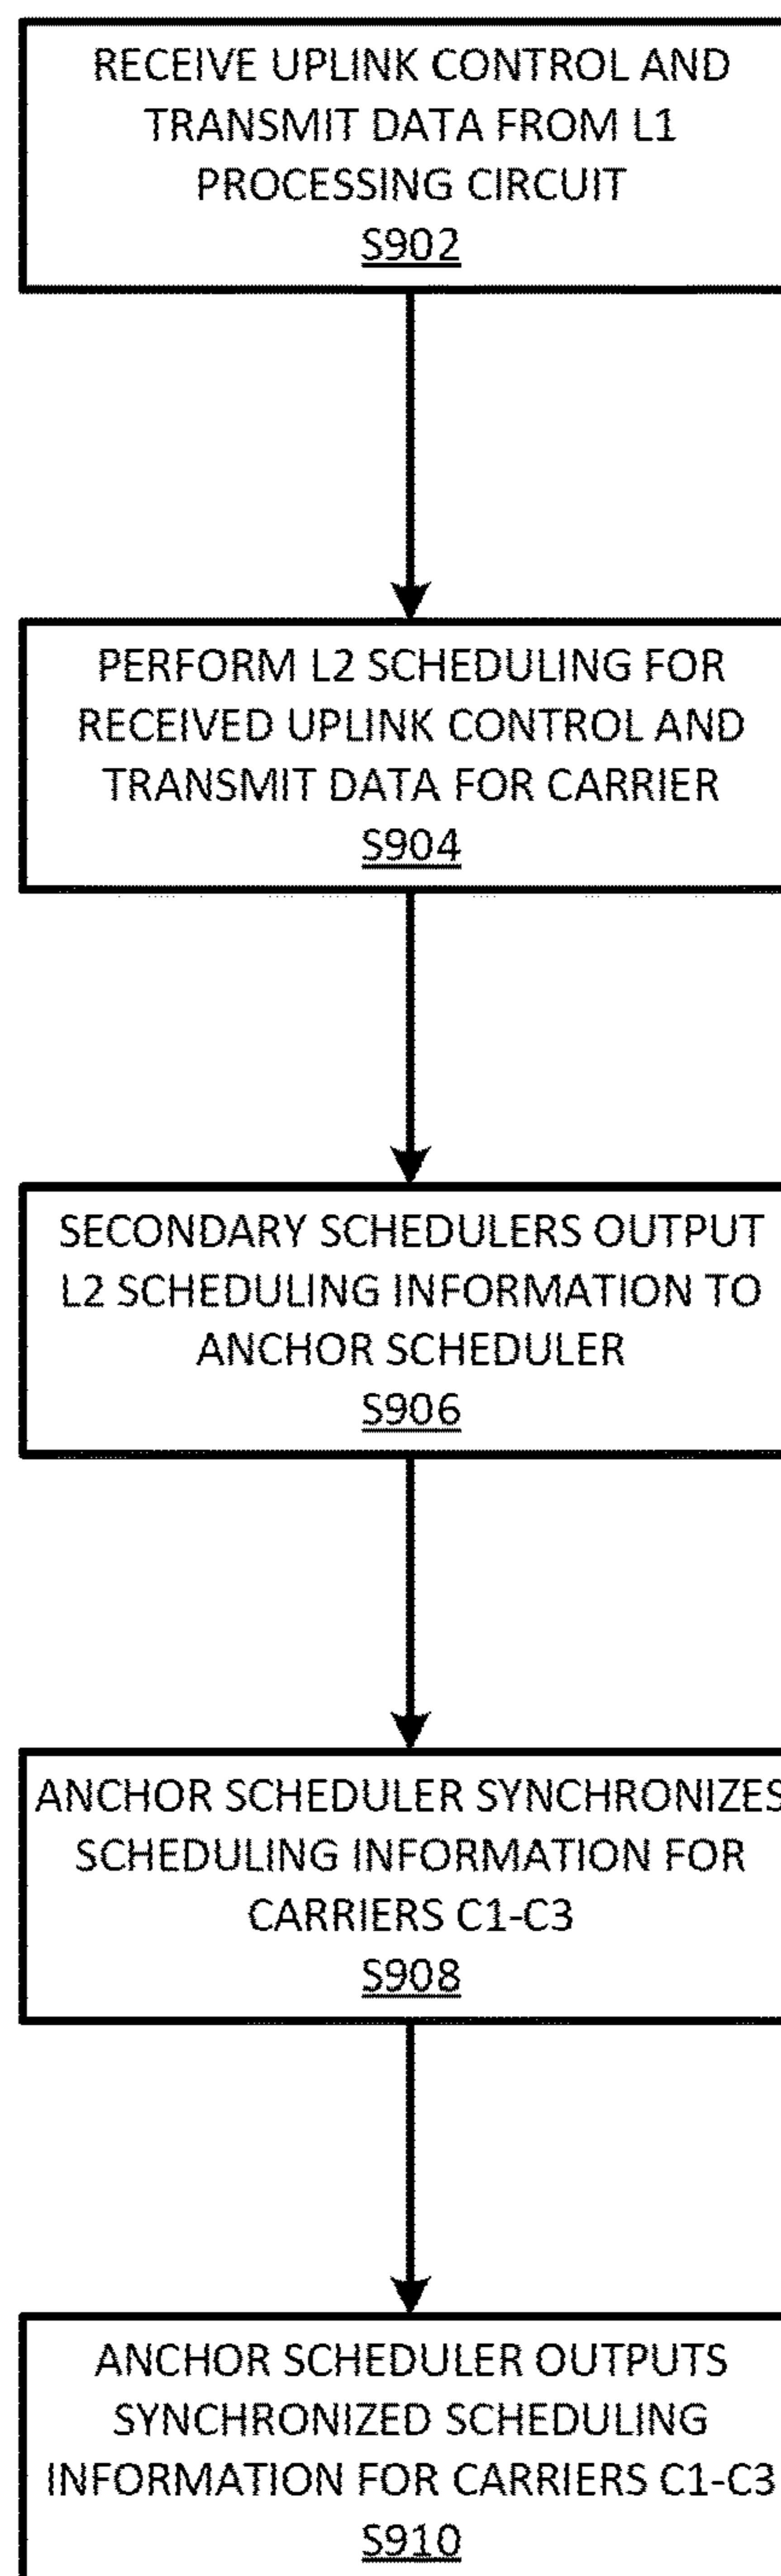 RECEIVE UPLINK CONTROL AND
TRANSMIT DATA FROM L1
PROCESSING CIRCUIT
S902
PERFORM L2 SCHEDULING FOR
RECEIVED UPLINK CONTROL AND
TRANSMIT DATA FOR CARRIER
S904
SECONDARY SCHEDULERS OUTPUT
L2 SCHEDULING INFORMATION TO
ANCHOR SCHEDULER
S906
ANCHOR SCHEDULER SYNCHRONIZES
SCHEDULING INFORMATION FOR
CARRIERS C1-C3
S908
ANCHOR SCHEDULER OUTPUTS
SYNCHRONIZED SCHEDULING
INFORMATION FOR CARRIERS C1-C3
S910